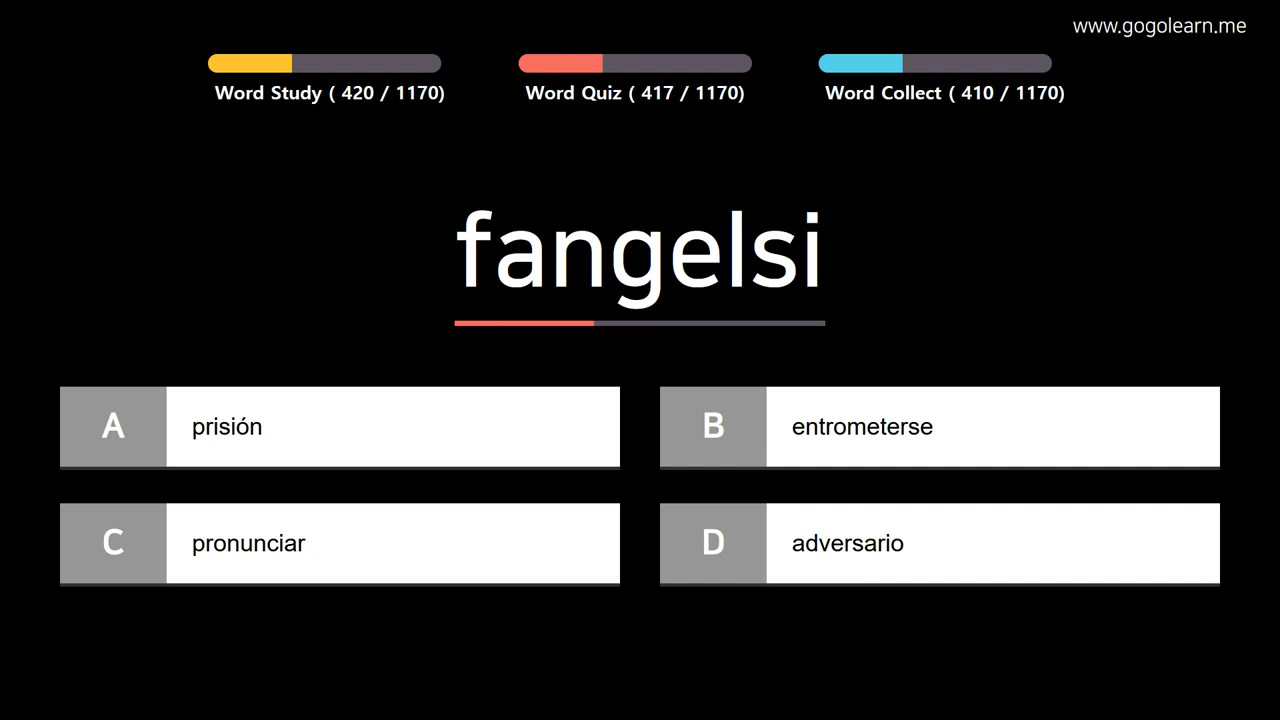 www.gogolearn.me
Word Study ( 420 / 1170)
Word Quiz ( 417 / 1170)
Word Collect ( 410 / 1170)
fangelsi
A
prisión
B
entrometerse
C
pronunciar
D
adversario